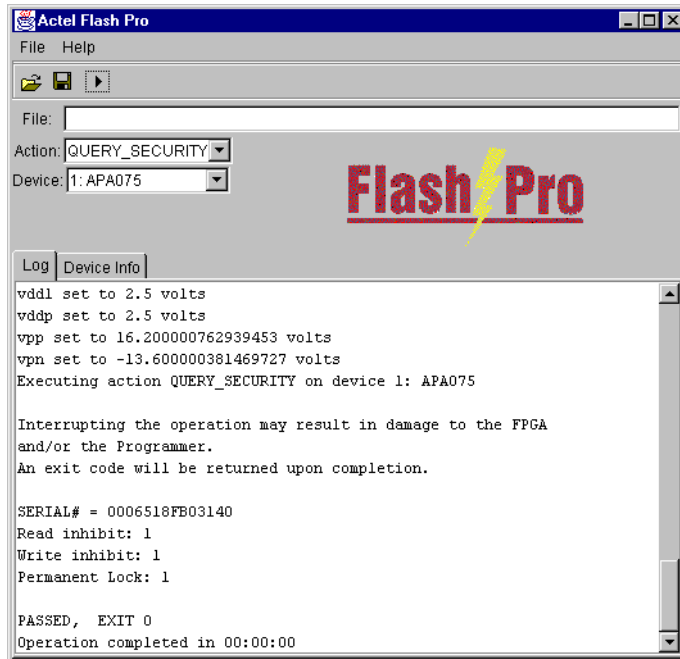 Actel Flash Pro
File Help
File:
Action: QUERY_SECURITY
Device: 1: APA075
Flash Pro
Log Device Info
vddl set to 2.5 volts
vddp set to 2.5 volts
vpp set to 16.200000762939453 volts
vpn set to -13.600000381469727 volts
Executing action QUERY_SECURITY on device 1: APA075
Interrupting the operation may result in damage to the FPGA
and/or the Programmer.
An exit code will be returned upon completion.
SERIAL# = 0006518FB03140
Read inhibit: 1
Write inhibit: 1
Permanent Lock: 1
PASSED, EXIT 0
Operation completed in 00:00:00